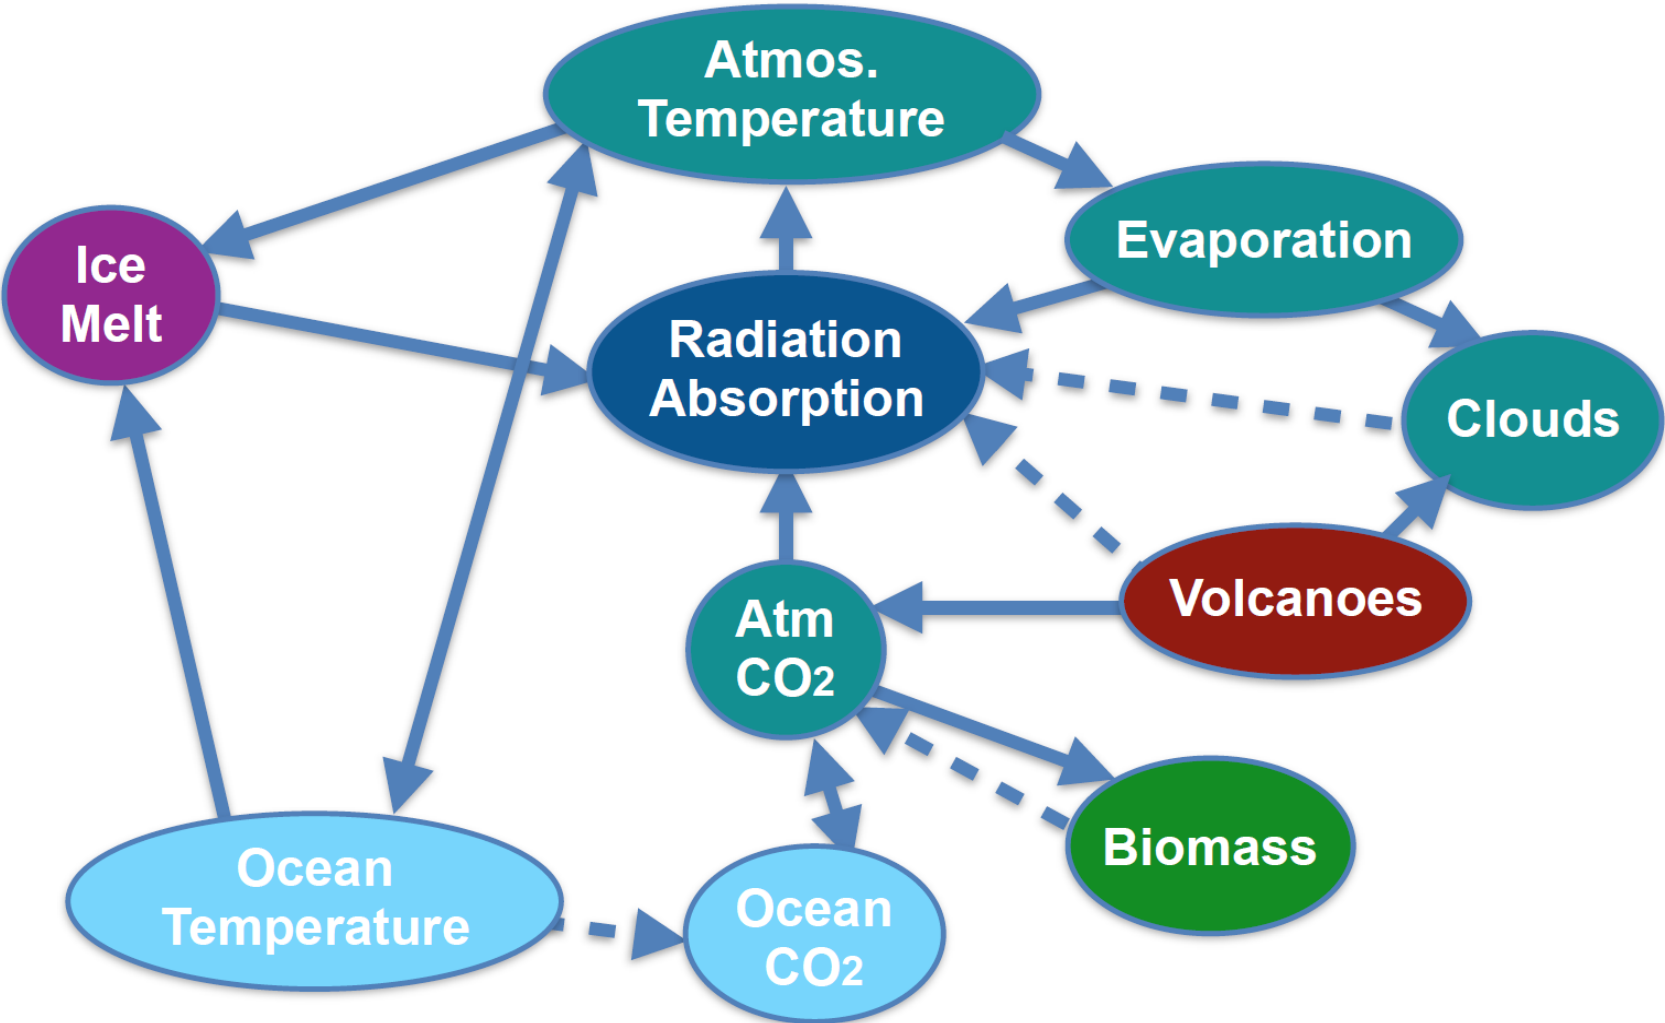 Atmos.
Temperature
Evaporation
Ice
Melt
Radiation
Absorption
Clouds
Volcanoes
Atm
CO2
Biomass
Ocean
Temperature
Ocean
CO2